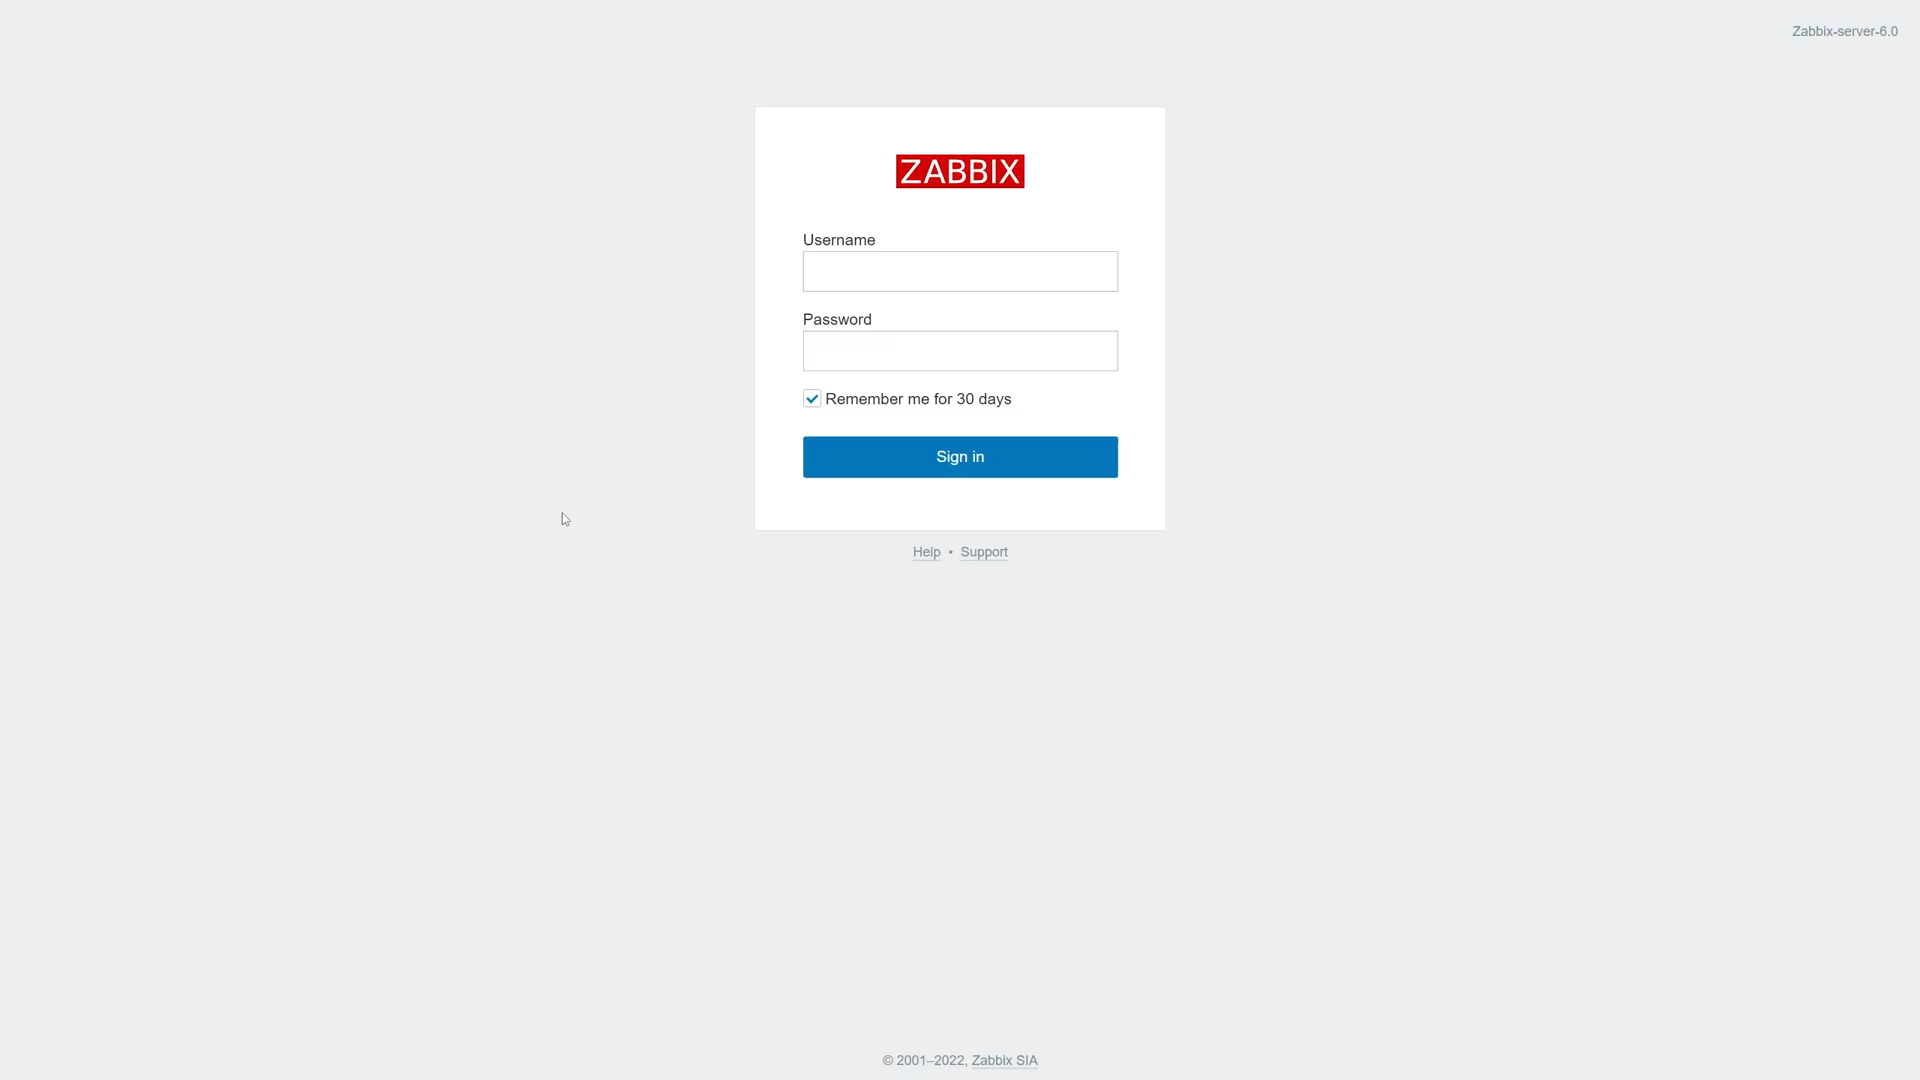 Zabbix-server-6.0
ZABBIX
Username
Password
Remember me for 30 days
Sign in
Help • Support
© 2001–2022, Zabbix SIA